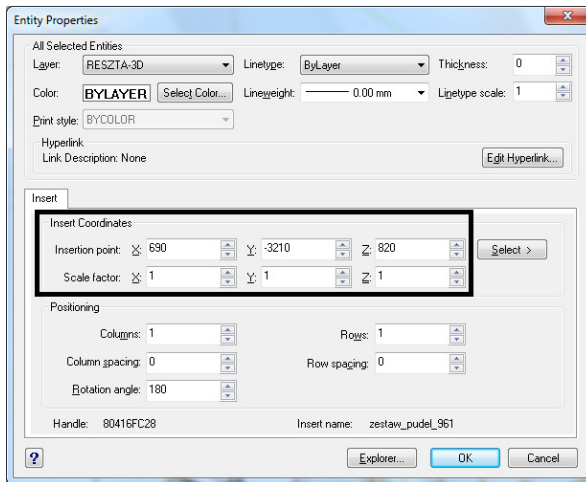 Entity Properties
All Selected Entities
Layer: RESZTA-3D Linetype: ByLayer Thickness: 0
Color: BYLAYER Select Color... Lineweight: 0.00 mm Linetype scale: 1
Print style: BYCOLOR
Hyperlink
Link Description: None Edit Hyperlink...
Insert
Insert Coordinates
Insertion point: X: 690 Y: -3210 Z: 820 Select >
Scale factor: X: 1 Y: 1 Z: 1
Positioning
Columns: 1 Rows: 1
Column spacing: 0 Row spacing: 0
Rotation angle: 180
Handle: 80416FC28 Insert name: zestaw_pudel_961
? Explorer... OK Cancel